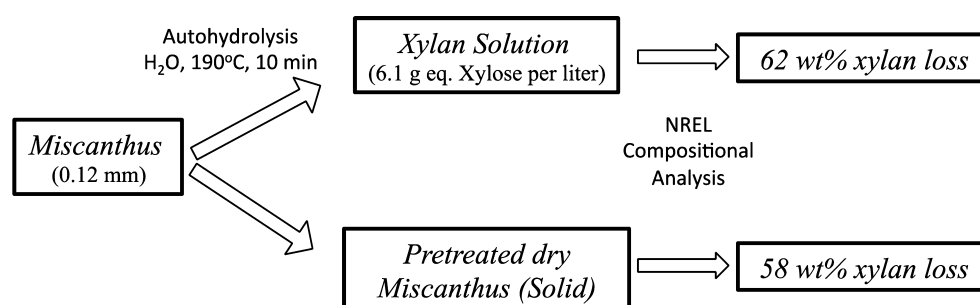 Autohydrolysis
H₂O, 190ºC, 10 min
Xylan Solution
(6.1 g eq. Xylose per liter)
62 wt% xylan loss
Miscanthus
(0.12 mm)
NREL
Compositional
Analysis
Pretreated dry
Miscanthus (Solid)
58 wt% xylan loss